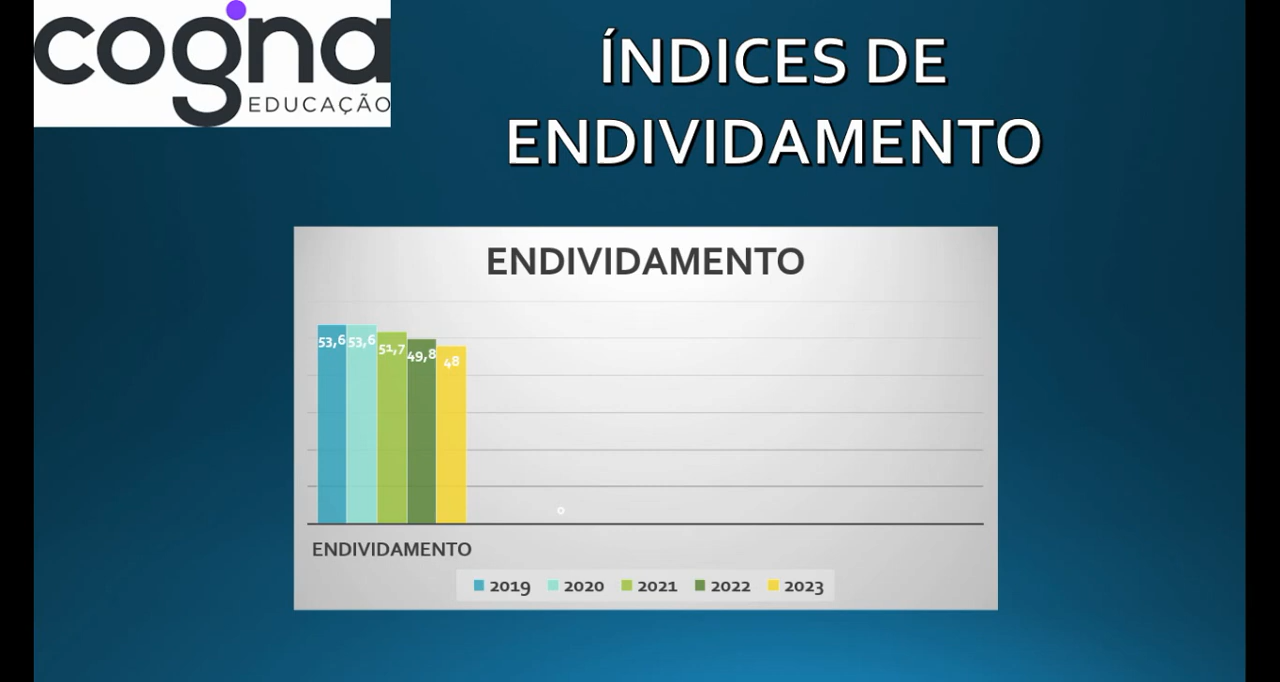 cogna
EDUCAÇÃO
ÍNDICES DE
ENDIVIDAMENTO
ENDIVIDAMENTO
53,6 53,6 51,7 49,8 48
0
ENDIVIDAMENTO
2019 2020 2021 2022 2023